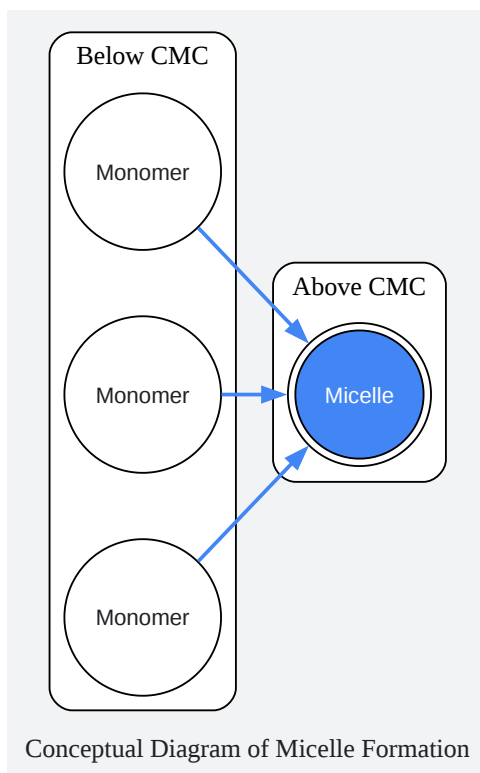 Below CMC
Monomer
Monomer
Monomer
Above CMC
Micelle
Conceptual Diagram of Micelle Formation